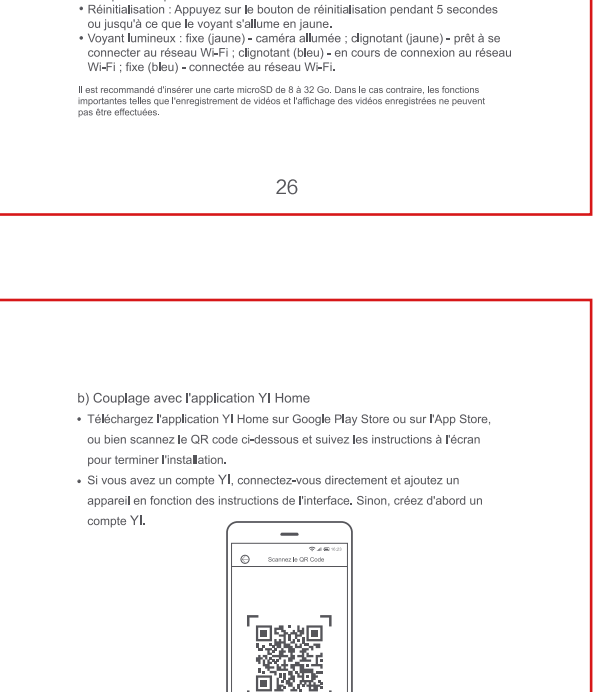 • Réinitialisation : Appuyez sur le bouton de réinitialisation pendant 5 secondes
ou jusqu'à ce que le voyant s'allume en jaune.
• Voyant lumineux : fixe (jaune) - caméra allumée ; clignotant (jaune) - prêt à se
connecter au réseau Wi-Fi ; clignotant (bleu) - en cours de connexion au réseau
Wi-Fi ; fixe (bleu) - connectée au réseau Wi-Fi.
Il est recommandé d'insérer une carte microSD de 8 à 32 Go. Dans le cas contraire, les fonctions
importantes telles que l'enregistrement de vidéos et l'affichage des vidéos enregistrées ne peuvent
pas être effectuées.
26
b) Couplage avec l'application YI Home
• Téléchargez l'application YI Home sur Google Play Store ou sur l'App Store,
ou bien scannez le QR code ci-dessous et suivez les instructions à l'écran
pour terminer l'installation.
• Si vous avez un compte YI, connectez-vous directement et ajoutez un
appareil en fonction des instructions de l'interface. Sinon, créez d'abord un
compte YI.
Scannez le QR Code